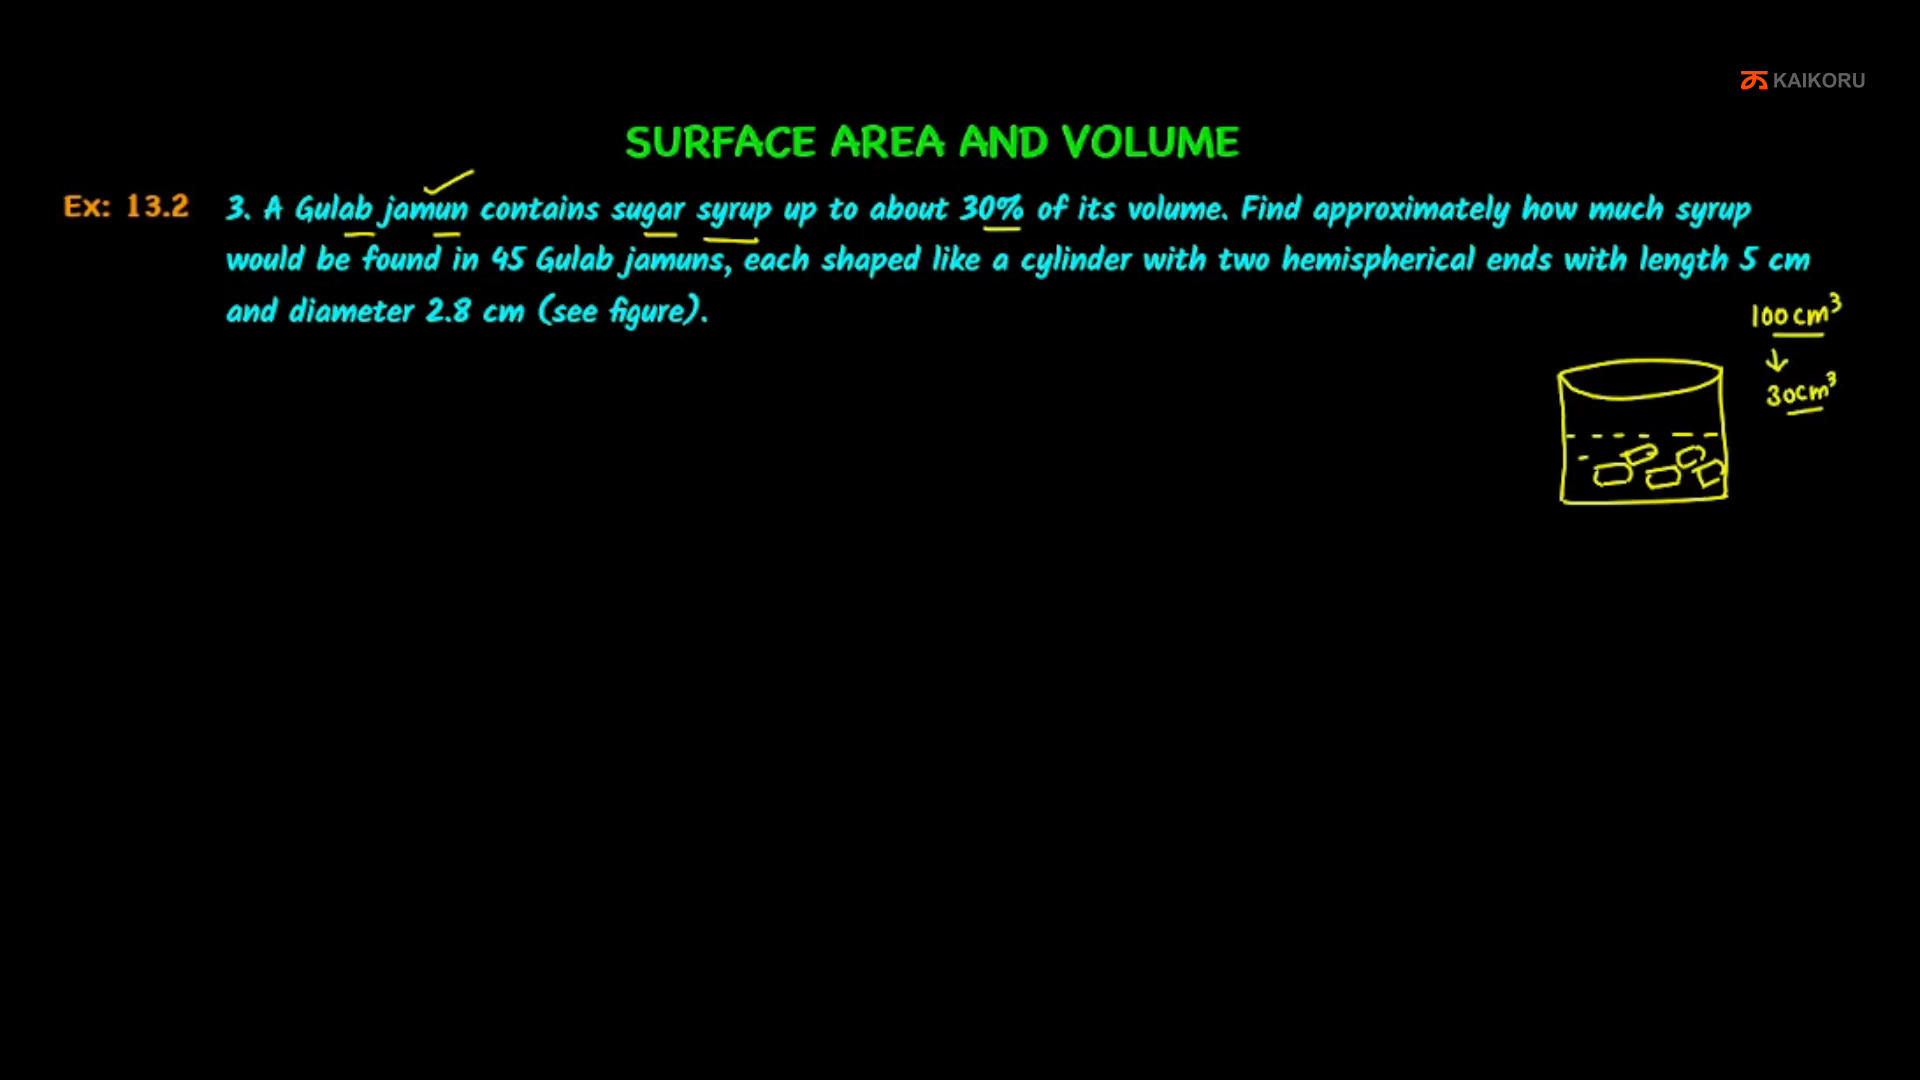 KAIKORU
SURFACE AREA AND VOLUME
Ex: 13.2 3. A Gulab jamun contains sugar syrup up to about 30% of its volume. Find approximately how much syrup
would be found in 45 Gulab jamuns, each shaped like a cylinder with two hemispherical ends with length 5 cm
and diameter 2.8 cm (see figure).
100cm³
↓
30cm³